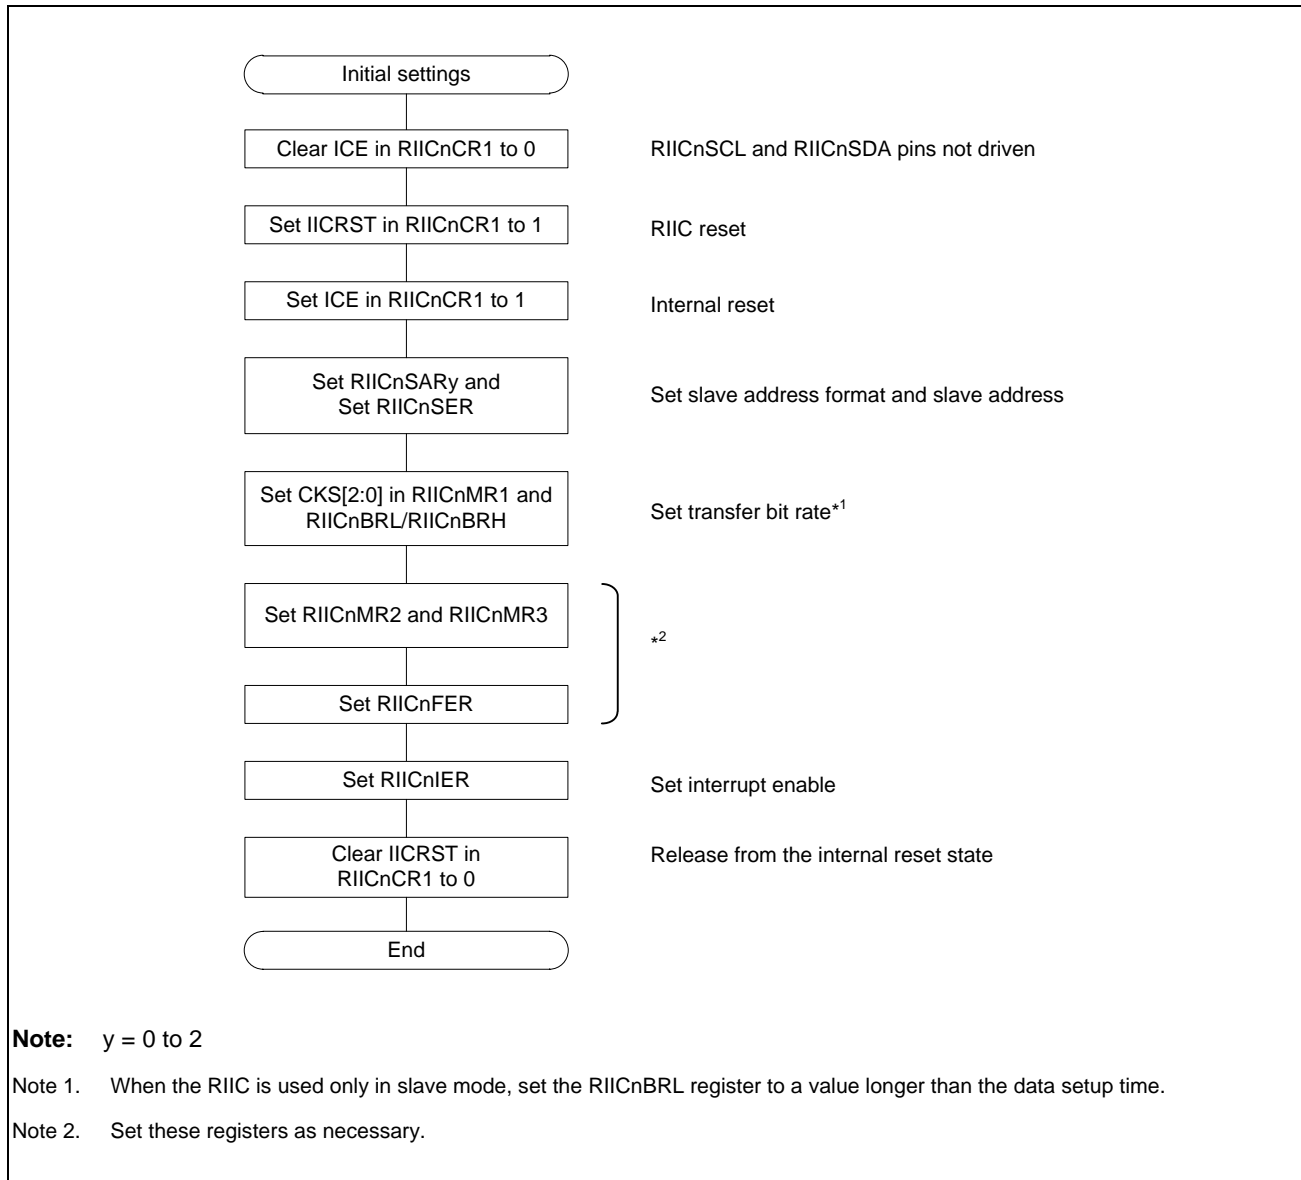 Initial settings
Clear ICE in RIICnCR1 to 0
RIICnSCL and RIICnSDA pins not driven
Set IICRST in RIICnCR1 to 1
RIIC reset
Set ICE in RIICnCR1 to 1
Internal reset
Set RIICnSARy and
Set RIICnSER
Set slave address format and slave address
Set CKS[2:0] in RIICnMR1 and
RIICnBRL/RIICnBRH
Set transfer bit rate*1
Set RIICnMR2 and RIICnMR3
*2
Set RIICnFER
Set RIICnIER
Set interrupt enable
Clear IICRST in
RIICnCR1 to 0
Release from the internal reset state
End
Note: y = 0 to 2
Note 1. When the RIIC is used only in slave mode, set the RIICnBRL register to a value longer than the data setup time.
Note 2. Set these registers as necessary.